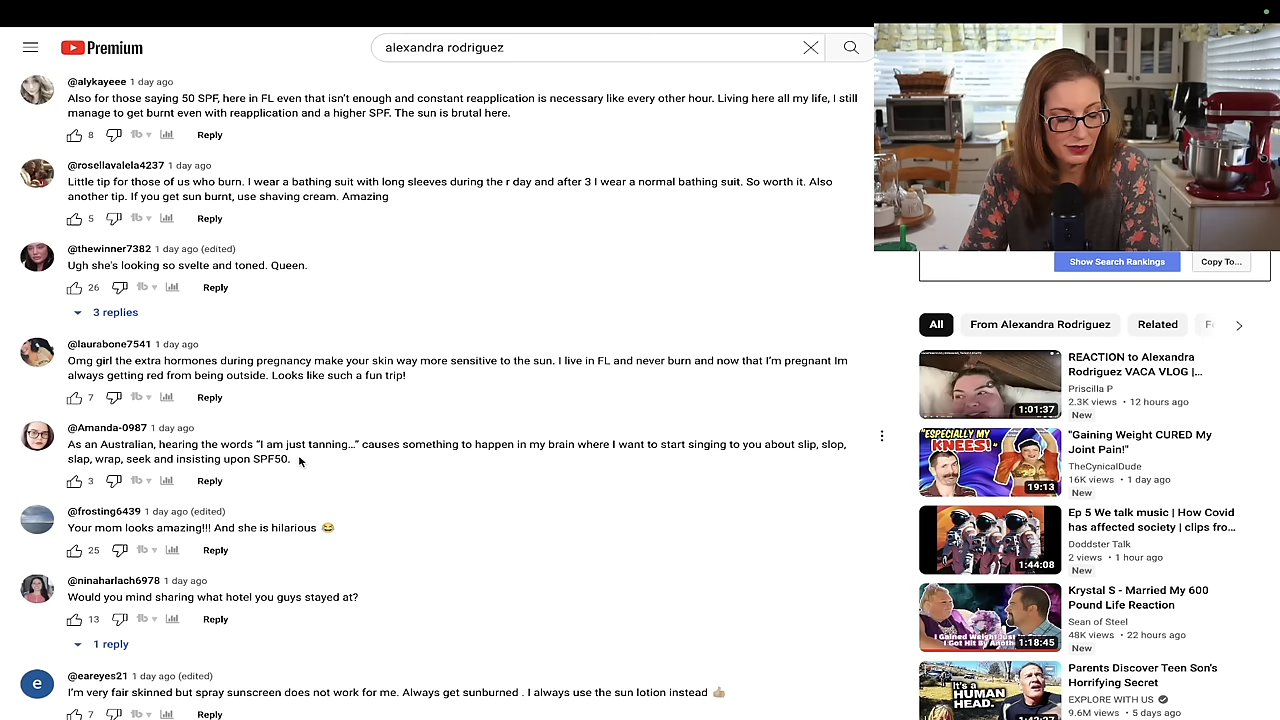 Premium
alexandra rodriguez
@alykayeee 1 day ago
Also for those saying 50 SPF here in fl even that isn't enough and constant reapplication is necessary like every other hour. Living here all my life, I still
manage to get burnt even with reapplication and a higher SPF. The sun is brutal here.
8 Reply
@rosellavalela4237 1 day ago
Little tip for those of us who burn. I wear a bathing suit with long sleeves during the r day and after 3 I wear a normal bathing suit. So worth it. Also
another tip. If you get sun burnt, use shaving cream. Amazing
5 Reply
@thewinner7382 1 day ago (edited)
Ugh she's looking so svelte and toned. Queen.
26 Reply
3 replies
@laurabone7541 1 day ago
Omg girl the extra hormones during pregnancy make your skin way more sensitive to the sun. I live in FL and never burn and now that I'm pregnant Im
always getting red from being outside. Looks like such a fun trip!
7 Reply
@Amanda-0987 1 day ago
As an Australian, hearing the words "I burn just tanning..." causes something to happen in my brain where I want to start singing to you about slip, slop,
slap, wrap, seek and insisting upon SPF50.
3 Reply
@frosting6439 1 day ago (edited)
Your mom looks amazing!!! And she is hilarious 😂
25 Reply
@ninaharlach6978 1 day ago
Would you mind sharing what hotel you guys stayed at?
13 Reply
1 reply
e
@eareyes21 1 day ago (edited)
I'm very fair skinned but spray sunscreen does not work for me. Always get sunburned . I always use the sun lotion instead 👍🏼
7 Reply
Show Search Rankings
Copy To...
All From Alexandra Rodriguez Related
REACTION to Alexandra
Rodriguez VACA VLOG |...
Priscilla P
2.3K views • 12 hours ago
New
1:01:37
"ESPECIALLY MY
KNEES!"
19:13
"Gaining Weight CURED My
Joint Pain!"
TheCynicalDude
16K views • 1 day ago
New
Ep 5 We talk music | How Covid
has affected society | clips fro...
Doddster Talk
2 views • 1 hour ago
New
1:44:08
Krystal S - Married My 600
Pound Life Reaction
Sean of Steel
48K views • 22 hours ago
New
1:18:45
Parents Discover Teen Son's
Horrifying Secret
EXPLORE WITH US
9.6M views • 5 days ago
It's a
HUMAN
HEAD.